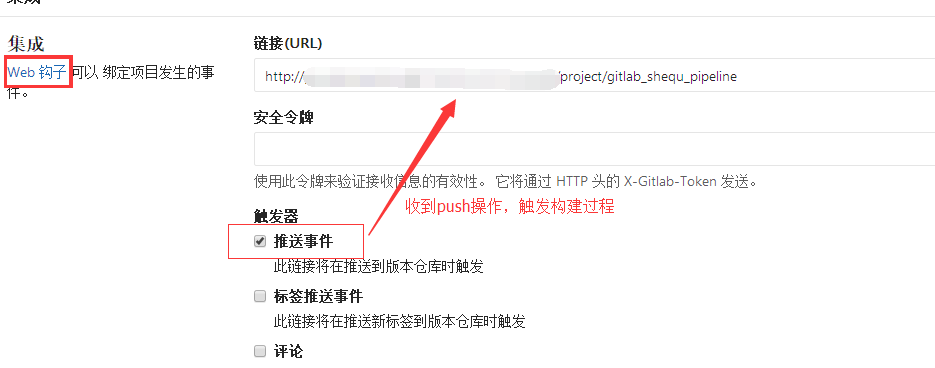 集成
集成
Web 钩子 可以 绑定项目发生的事
件。
链接(URL)
http:// /project/gitlab_shequ_pipeline
安全令牌
使用此令牌来验证接收信息的有效性。 它将通过 HTTP 头的 X-Gitlab-Token 发送。
收到push操作，触发构建过程
触发器
推送事件
此链接将在推送到版本仓库时触发
标签推送事件
此链接将在推送新标签到版本仓库时触发
评论